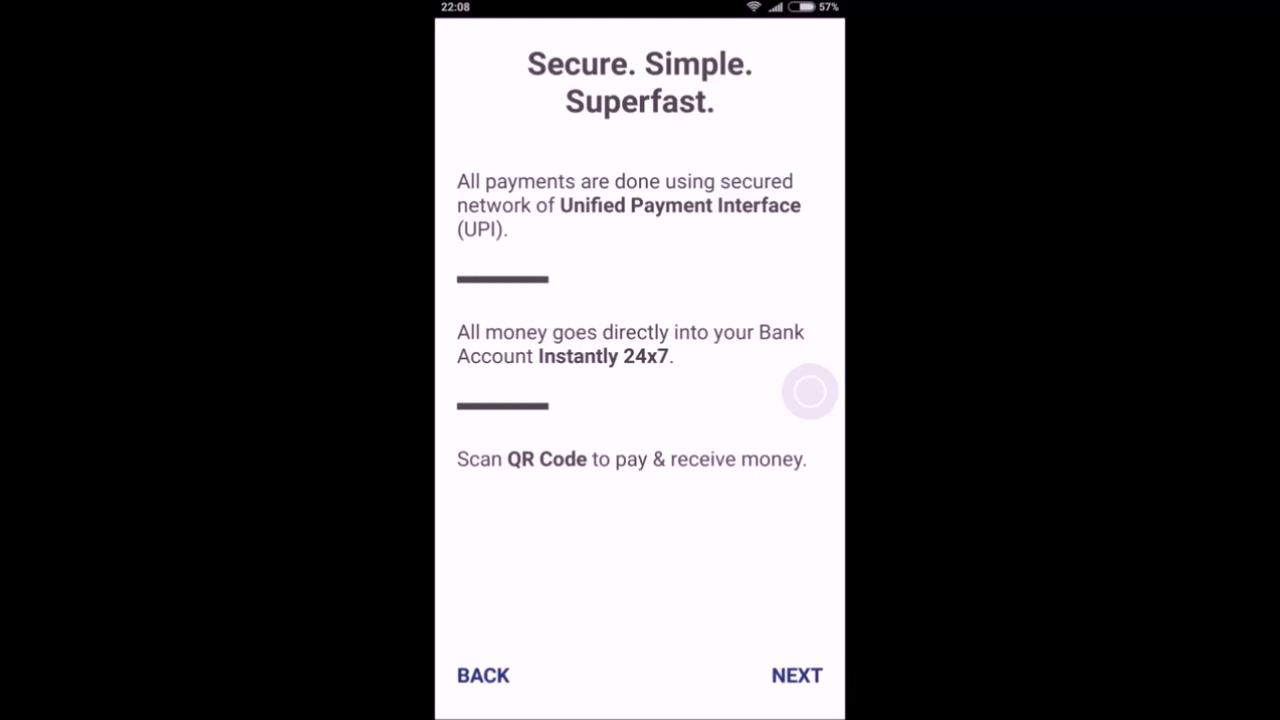 22:08
57%
Secure. Simple.
Superfast.
All payments are done using secured
network of Unified Payment Interface
(UPI).
All money goes directly into your Bank
Account Instantly 24x7.
Scan QR Code to pay & receive money.
BACK
NEXT